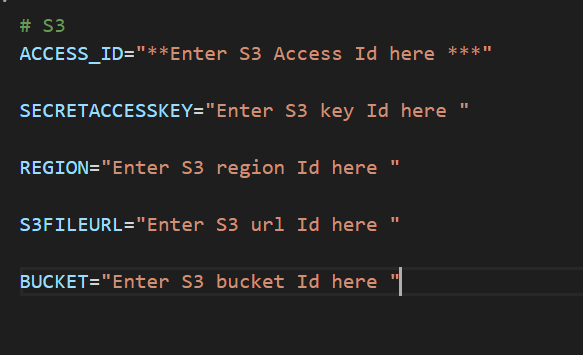 # S3
ACCESS_ID="**Enter S3 Access Id here ***"
SECRETACCESSKEY="Enter S3 key Id here "
REGION="Enter S3 region Id here "
S3FILEURL="Enter S3 url Id here "
BUCKET="Enter S3 bucket Id here "